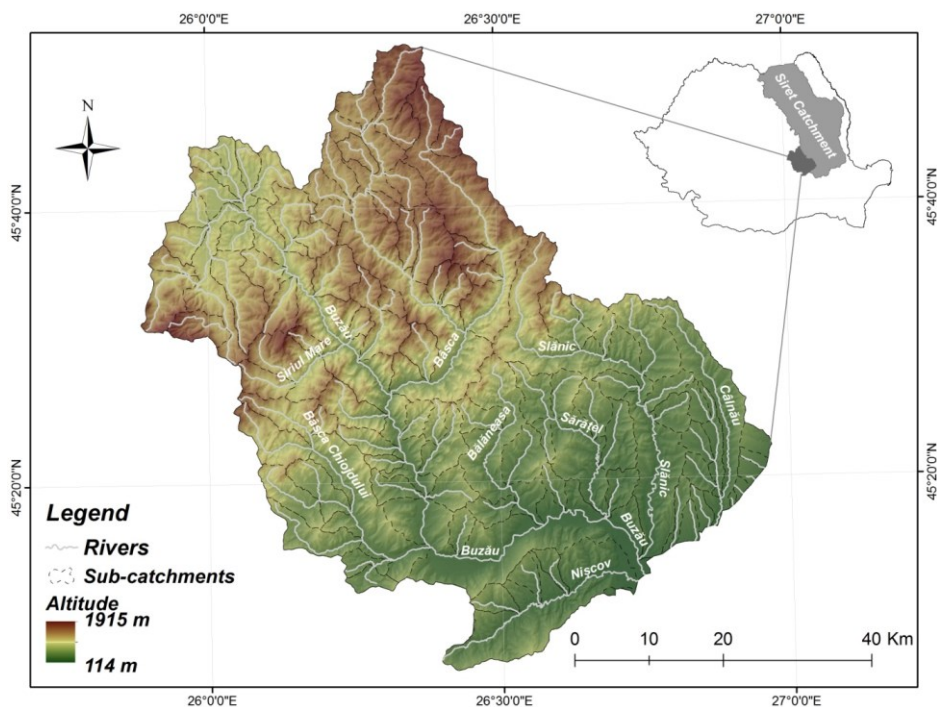 26°0'0"E
26°30'0"E
27°0'0"E
N
Siret Catchment
45°40'0"N
45°40'0"N
Buzău
Bâsca
Siriul Mare
Slănic
Câlnău
Bâsca Chiojdului
Bălăneasa
Sărățel
Slănic
45°20'0"N
45°20'0"N
Buzău
Buzău
Nișcov
Legend
Rivers
Sub-catchments
Altitude
1915 m
114 m
0 10 20 40 Km
26°0'0"E
26°30'0"E
27°0'0"E